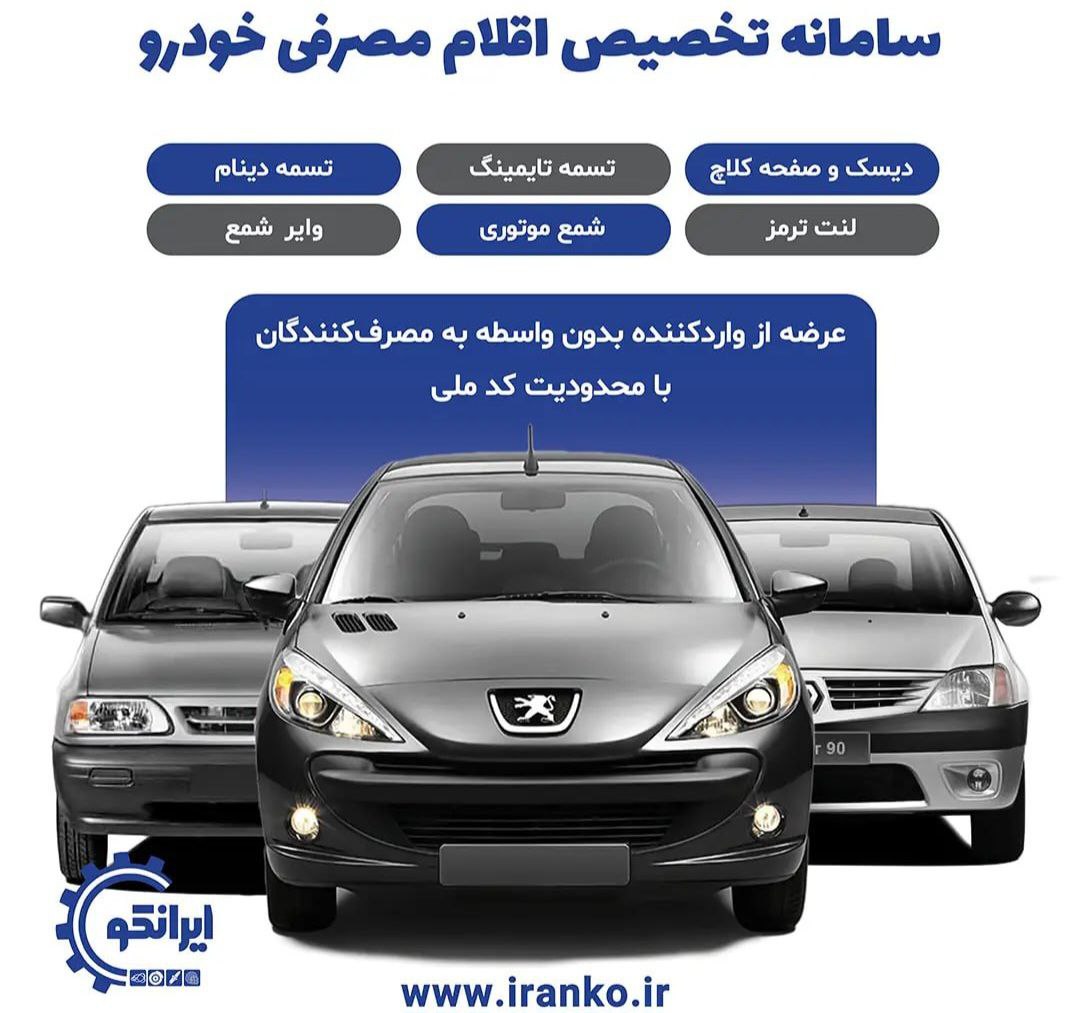 سامانه تخصیص اقلام مصرفی خودرو
دیسک و صفحه کلاچ
تسمه تایمینگ
تسمه دینام
لنت ترمز
شمع موتوری
وایر شمع
عرضه از واردکننده بدون واسطه به مصرف‌کنندگان
با محدودیت کد ملی
r 90
ایرانکو
www.iranko.ir